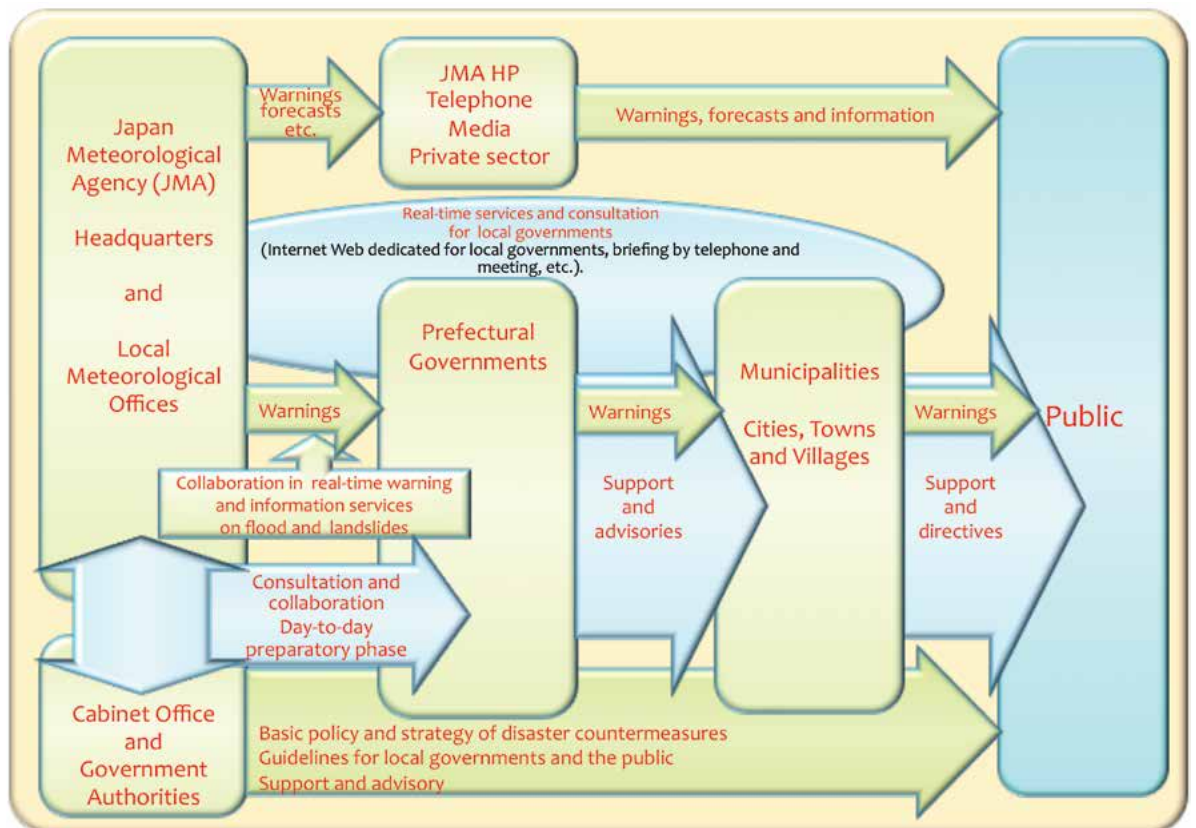 Japan
Meteorological
Agency (JMA)
Headquarters
and
Local
Meteorological
Offices
Warnings
forecasts
etc.
JMA HP
Telephone
Media
Private sector
Warnings, forecasts and information
Real-time services and consultation
for local governments
(Internet Web dedicated for local governments, briefing by telephone and
meeting, etc.).
Warnings
Prefectural
Governments
Warnings
Municipalities
Cities, Towns
and Villages
Warnings
Public
Collaboration in real-time warning
and information services
on flood and landslides
Support
and
advisories
Support
and
directives
Consultation and
collaboration
Day-to-day
preparatory phase
Cabinet Office
and
Government
Authorities
Basic policy and strategy of disaster countermeasures
Guidelines for local governments and the public
Support and advisory